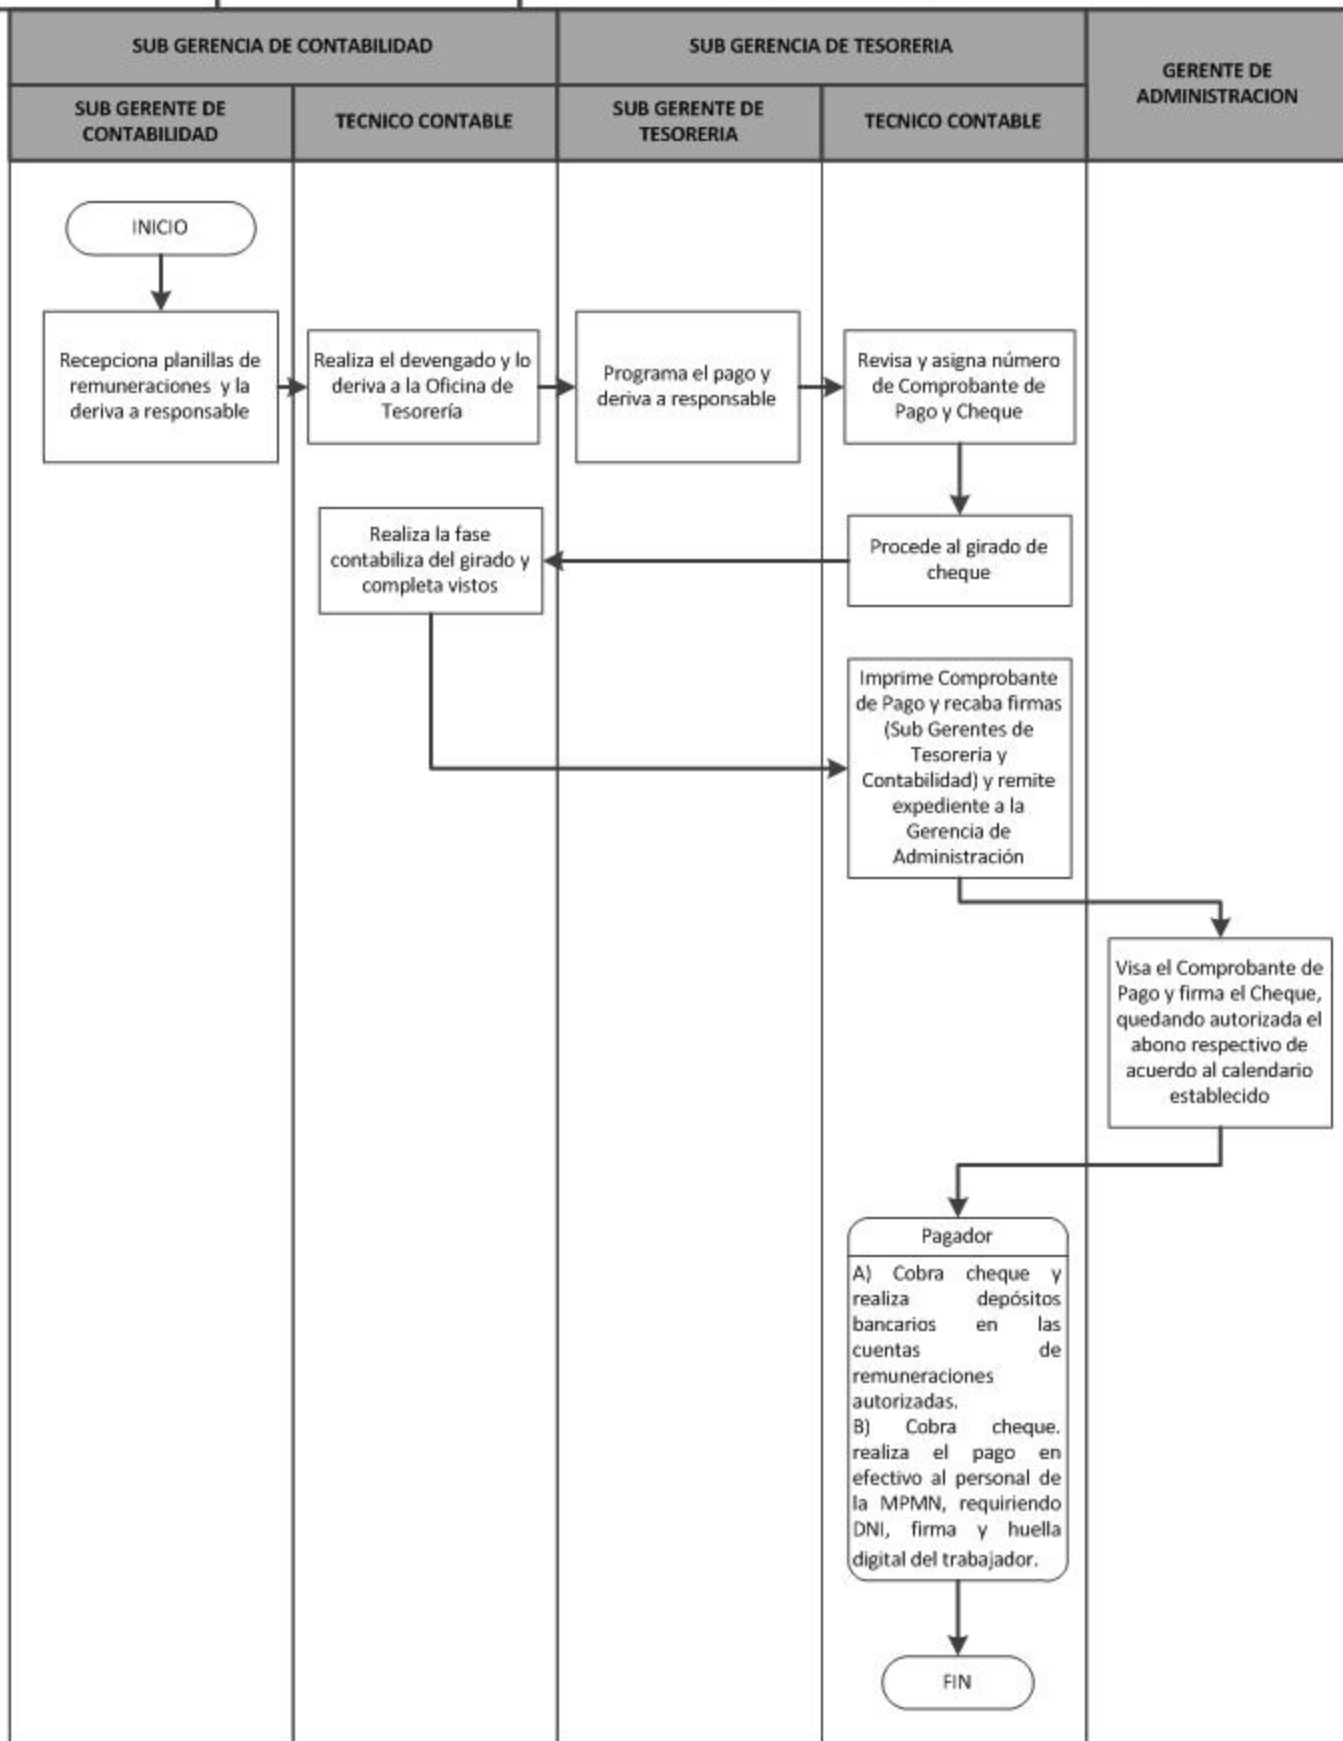 SUB GERENCIA DE CONTABILIDAD
SUB GERENCIA DE TESORERIA
GERENTE DE
ADMINISTRACION
SUB GERENTE DE
CONTABILIDAD
TECNICO CONTABLE
SUB GERENTE DE
TESORERIA
TECNICO CONTABLE
INICIO
Recepciona planillas de
remuneraciones y la
deriva a responsable
Realiza el devengado y lo
deriva a la Oficina de
Tesorería
Programa el pago y
deriva a responsable
Revisa y asigna número
de Comprobante de
Pago y Cheque
Realiza la fase
contabiliza del girado y
completa vistos
Procede al girado de
cheque
Imprime Comprobante
de Pago y recaba firmas
(Sub Gerentes de
Tesoreria y
Contabilidad) y remite
expediente a la
Gerencia de
Administración
Visa el Comprobante de
Pago y firma el Cheque,
quedando autorizada el
abono respectivo de
acuerdo al calendario
establecido
Pagador
A) Cobra cheque y
realiza depósitos
bancarios en las
cuentas de
remuneraciones
autorizadas.
B) Cobra cheque.
realiza el pago en
efectivo al personal de
la MPMN, requiriendo
DNI, firma y huella
digital del trabajador.
FIN